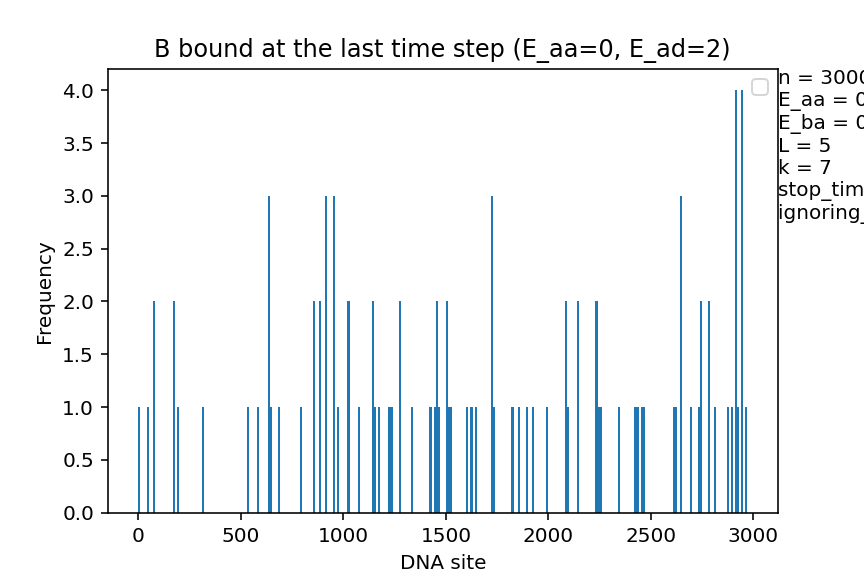 B bound at the last time step (E_aa=0, E_ad=2)
4.0
3.5
3.0
2.5
2.0
1.5
1.0
0.5
0.0
Frequency
0
500
1000
1500
2000
2500
3000
DNA site
n = 3000
E_aa = 0
E_ba = 0
L = 5
k = 7
stop_tim
ignoring_